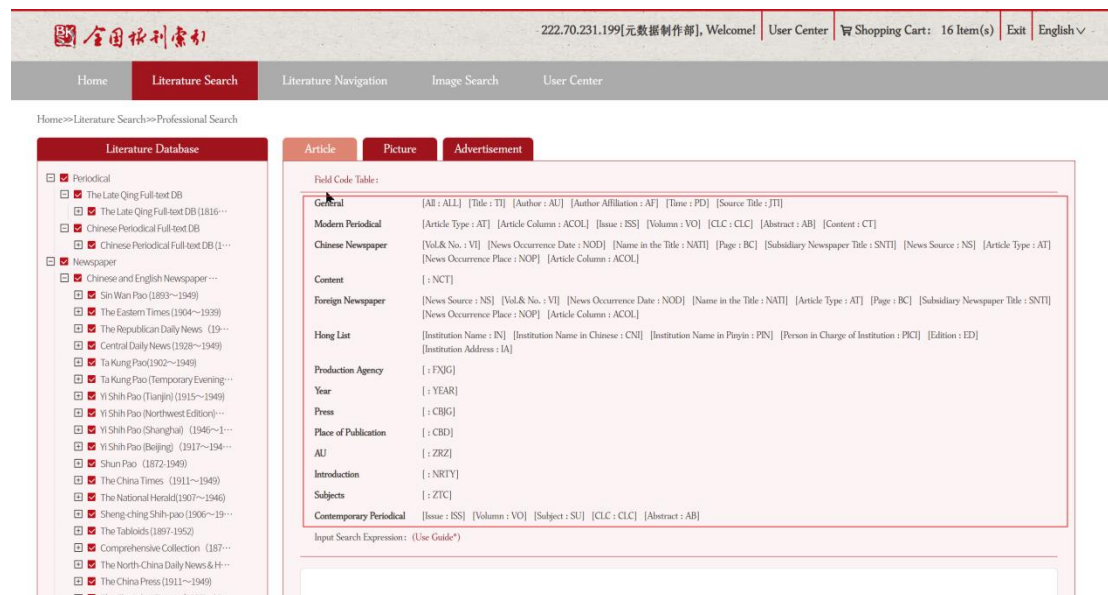 全国报刊索引
222.70.231.199[元数据制作部], Welcome! User Center Shopping Cart: 16 Item(s) Exit English
Home Literature Search Literature Navigation Image Search User Center
Home>>Literature Search>>Professional Search
Literature Database
Periodical
The Late Qing Full-text DB
The Late Qing Full-text DB (1816···
Chinese Periodical Full-text DB
Chinese Periodical Full-text DB (1···
Newspaper
Chinese and English Newspaper···
Sin Wan Pao (1893～1949)
The Eastern Times (1904～1939)
The Republican Daily News (19···
Central Daily News (1928～1949)
Ta Kung Pao(1902～1949)
Ta Kung Pao (Temporary Evening···
Yi Shih Pao (Tianjin) (1915～1949)
Yi Shih Pao (Northwest Edition)···
Yi Shih Pao (Shanghai) (1946～1···
Yi Shih Pao (Beijing) (1917～194···
Shun Pao (1872-1949)
The China Times (1911～1949)
The National Herald(1907～1946)
Sheng-ching Shih-pao (1906～19···
The Tabloids (1897-1952)
Comprehensive Collection (187···
The North-China Daily News & H···
The China Press (1911～1949)
Article Picture Advertisement
Field Code Table :
General [All : ALL] [Title : TI] [Author : AU] [Author Affiliation : AF] [Time : PD] [Source Title : JTI]
Modern Periodical [Article Type : AT] [Article Column : ACOL] [Issue : ISS] [Volumn : VO] [CLC : CLC] [Abstract : AB] [Content : CT]
Chinese Newspaper [Vol.& No. : VI] [News Occurrence Date : NOD] [Name in the Title : NATI] [Page : BC] [Subsidiary Newspaper Title : SNTI] [News Source : NS] [Article Type : AT]
[News Occurrence Place : NOP] [Article Column : ACOL]
Content [ : NCT]
Foreign Newspaper [News Source : NS] [Vol.& No. : VI] [News Occurrence Date : NOD] [Name in the Title : NATI] [Article Type : AT] [Page : BC] [Subsidiary Newspaper Title : SNTI]
[News Occurrence Place : NOP] [Article Column : ACOL]
Hong List [Institution Name : IN] [Institution Name in Chinese : CNI] [Institution Name in Pinyin : PIN] [Person in Charge of Institution : PICI] [Edition : ED]
[Institution Address : IA]
Production Agency [ : FXJG]
Year [ : YEAR]
Press [ : CBJG]
Place of Publication [ : CBD]
AU [ : ZRZ]
Introduction [ : NRTY]
Subjects [ : ZTC]
Contemporary Periodical [Issue : ISS] [Volumn : VO] [Subject : SU] [CLC : CLC] [Abstract : AB]
Input Search Expression : (Use Guide*)